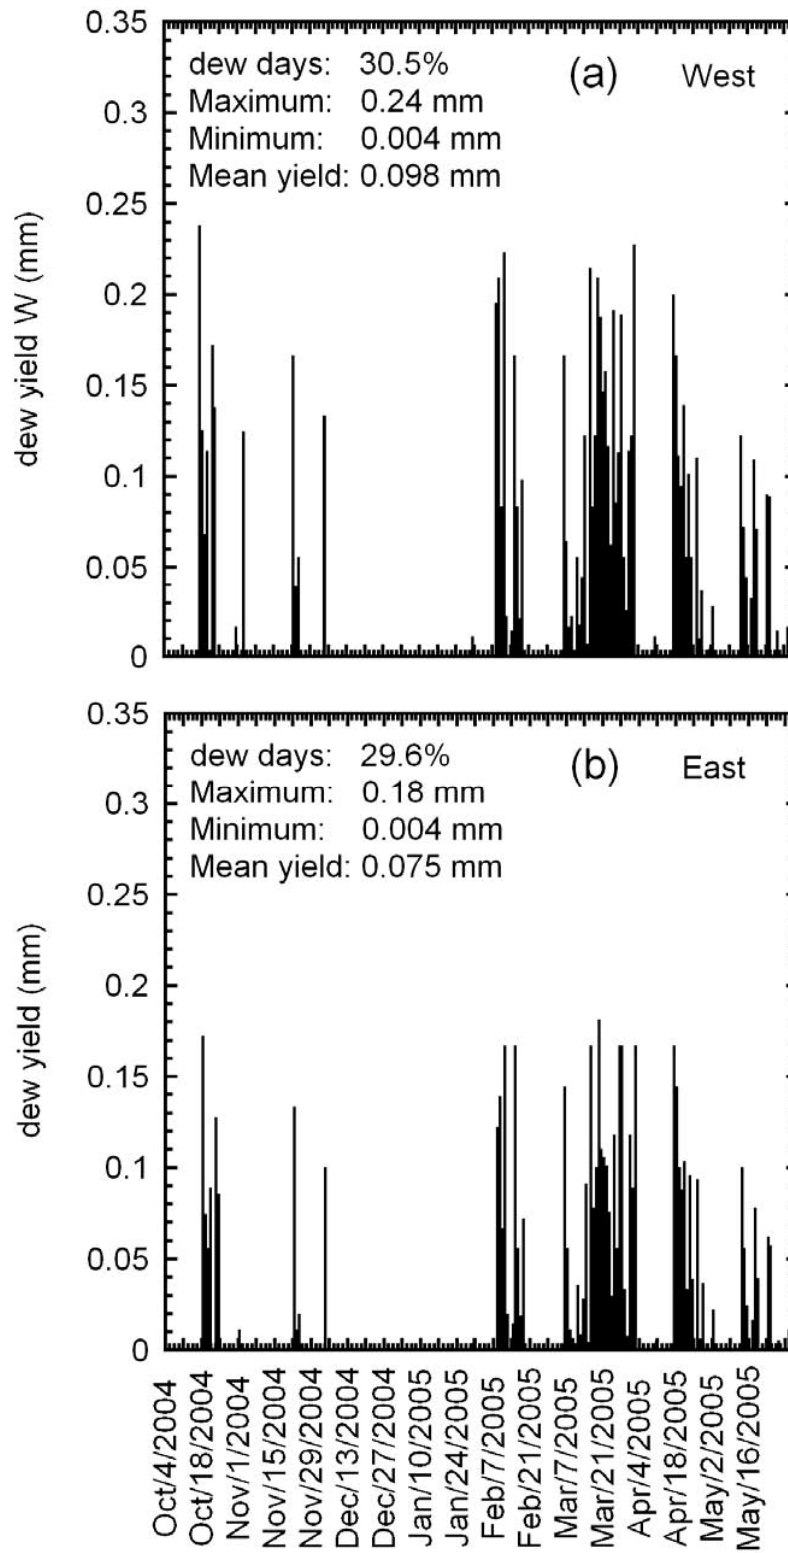 0.35
dew days: 30.5% (a) West
Maximum: 0.24 mm
0.3
Minimum: 0.004 mm
Mean yield: 0.098 mm
0.25
0.2
0.15
0.1
0.05
0
dew yield W (mm)
0.35
dew days: 29.6% (b) East
Maximum: 0.18 mm
0.3
Minimum: 0.004 mm
Mean yield: 0.075 mm
0.25
0.2
0.15
0.1
0.05
0
dew yield (mm)
Oct/4/2004
Oct/18/2004
Nov/1/2004
Nov/15/2004
Nov/29/2004
Dec/13/2004
Dec/27/2004
Jan/10/2005
Jan/24/2005
Feb/7/2005
Feb/21/2005
Mar/7/2005
Mar/21/2005
Apr/4/2005
Apr/18/2005
May/2/2005
May/16/2005